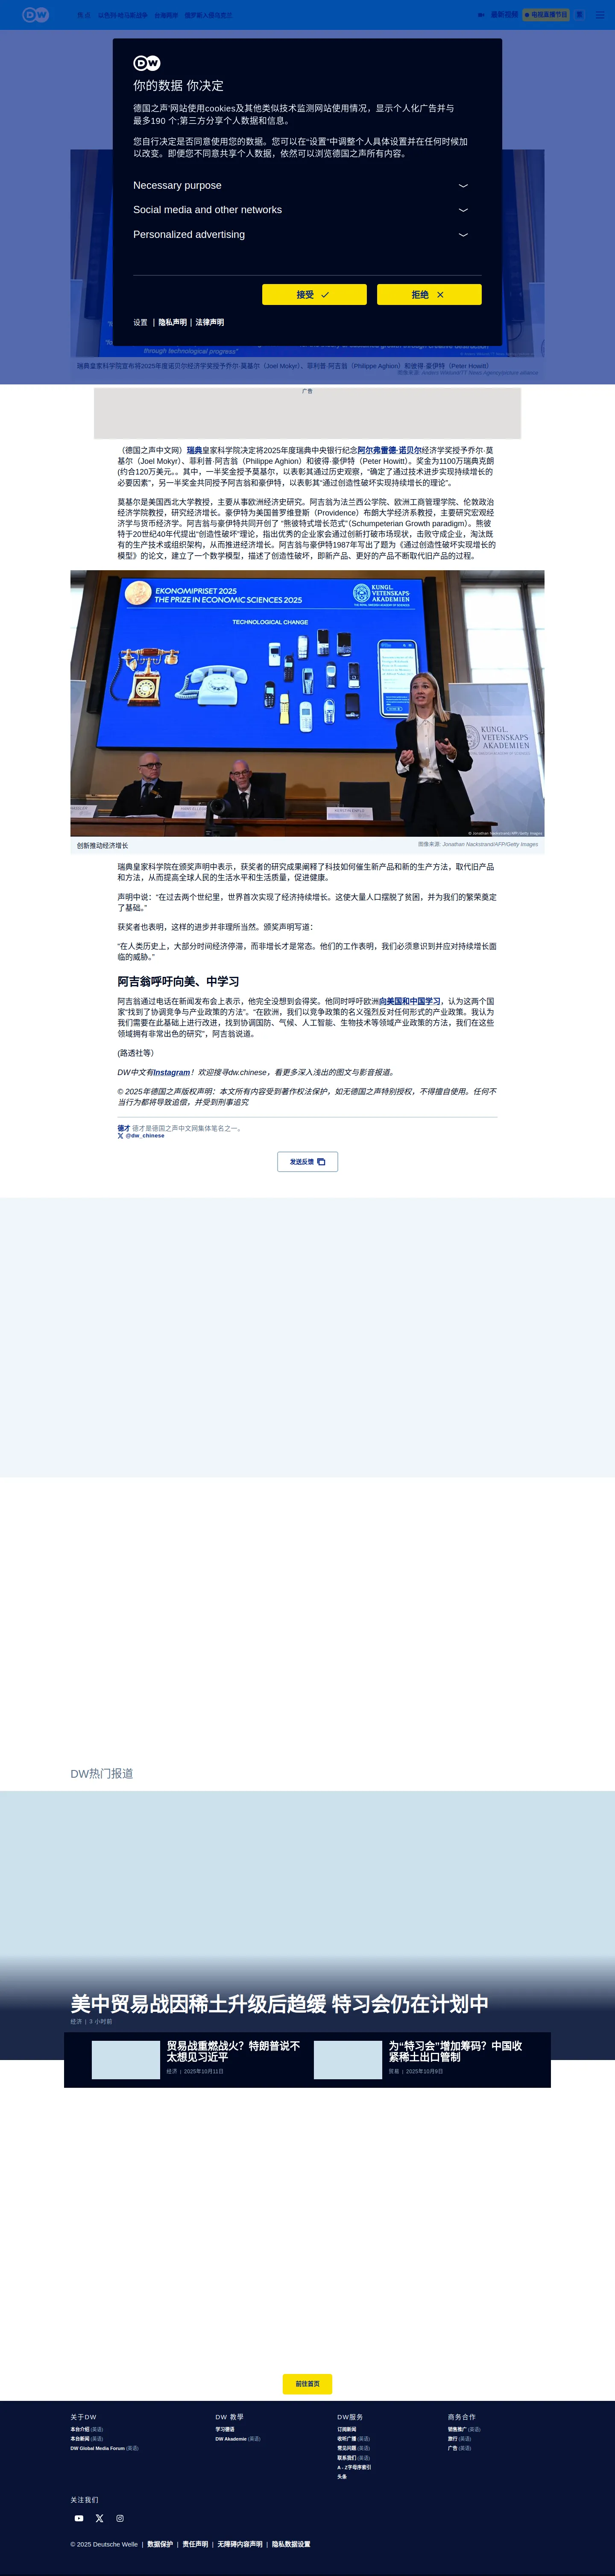 DW
焦点
最新视频
电视直播节目
繁
DW
你的数据 你决定
德国之声'网站使用cookies及其他类似技术监测网站使用情况，显示个人化广告并与
最多190 个;第三方分享个人数据和信息。
您自行决定是否同意使用您的数据。您可以在"设置"中调整个人具体设置并在任何时候加
以改变。即便您不同意共享个人数据，依然可以浏览德国之声所有内容。
Necessary purpose
Social media and other networks
Personalized advertising
接受
拒绝
设置 | 隐私声明 | 法律声明
through technological progress"
瑞典皇家科学院宣布将2025年度诺贝尔经济学奖授予乔尔·莫基尔（Joel Mokyr）、菲利普·阿吉翁（Philippe Aghion）和彼得·豪伊特（Peter Howitt）
广告
（德国之声中文网）瑞典皇家科学院决定将2025年度瑞典中央银行纪念阿尔弗雷德·诺贝尔经济学奖授予乔尔·莫
基尔（Joel Mokyr）、菲利普·阿吉翁（Philippe Aghion）和彼得·豪伊特（Peter Howitt）。奖金为1100万瑞典克朗
(约合120万美元。。其中，一半奖金将授予莫基尔，以表彰其通过历史观察，"确定了通过技术进步实现持续增长的
必要因素"，另一半奖金共同授予阿吉翁和豪伊特，以表彰其"通过创造性破坏实现持续增长的理论"。
莫基尔是美国西北大学教授，主要从事欧洲经济史研究。阿吉翁为法兰西公学院、欧洲工商管理学院、伦敦政治
经济学院教授，研究经济增长。豪伊特为美国普罗维登斯（Providence）布朗大学经济系教授，主要研究宏观经
济学与货币经济学。阿吉翁与豪伊特共同开创了 "熊彼特式增长范式"（Schumpeterian Growth paradigm）。熊彼
特于20世纪40年代提出"创造性破坏"理论，指出优秀的企业家会通过创新打破市场现状，击败守成企业，淘汰既
有的生产技术或组织架构，从而推进经济增长。阿吉翁与豪伊特1987年写出了题为《通过创造性破坏实现增长的
模型》的论文，建立了一个数学模型，描述了创造性破坏，即新产品、更好的产品不断取代旧产品的过程。
EKONOMIPRISET 2025
THE PRIZE IN ECONOMIC SCIENCES 2025
KUNGL.
VETENSKAPS
AKADEMIEN
THE ROYAL SWEDISH ACADEMY OF SCIENCES
TECHNOLOGICAL CHANGE
KUNGL.
VETENSKAPS
AKADEMIEN
© Jonathan Nackstrand/AFP/Getty Images
创新推动经济增长
图像来源: Jonathan Nackstrand/AFP/Getty Images
瑞典皇家科学院在颁奖声明中表示，获奖者的研究成果阐释了科技如何催生新产品和新的生产方法，取代旧产品
和方法，从而提高全球人民的生活水平和生活质量，促进健康。
声明中说：“在过去两个世纪里，世界首次实现了经济持续增长。这使大量人口摆脱了贫困，并为我们的繁荣奠定
了基础。”
获奖者也表明，这样的进步并非理所当然。颁奖声明写道：
“在人类历史上，大部分时间经济停滞，而非增长才是常态。他们的工作表明，我们必须意识到并应对持续增长面
临的威胁。”
阿吉翁呼吁向美、中学习
阿吉翁通过电话在新闻发布会上表示，他完全没想到会得奖。他同时呼吁欧洲向美国和中国学习，认为这两个国
家“找到了协调竞争与产业政策的方法”。“在欧洲，我们以竞争政策的名义强烈反对任何形式的产业政策。我认为
我们需要在此基础上进行改进，找到协调国防、气候、人工智能、生物技术等领域产业政策的方法，我们在这些
领域拥有非常出色的研究”，阿吉翁说道。
(路透社等）
DW中文有Instagram！欢迎搜寻dw.chinese，看更多深入浅出的图文与影音报道。
© 2025年德国之声版权声明：本文所有内容受到著作权法保护，如无德国之声特别授权，不得擅自使用。任何不
当行为都将导致追偿，并受到刑事追究
德才 德才是德国之声中文网集体笔名之一。
@dw_chinese
发送反馈
DW热门报道
美中贸易战因稀土升级后趋缓 特习会仍在计划中
经济 | 3 小时前
贸易战重燃战火？特朗普说不
太想见习近平
经济 | 2025年10月11日
为“特习会”增加筹码？中国收
紧稀土出口管制
贸易 | 2025年10月9日
前往首页
关于DW
本台介绍 (英语)
本台新闻 (英语)
DW Global Media Forum (英语)
DW 教学
学习德语
DW Akademie (英语)
DW服务
订阅新闻
收听广播 (英语)
常见问题 (英语)
联系我们 (英语)
A - Z字母序索引
头条
商务合作
销售推广 (英语)
旅行 (英语)
广告 (英语)
关注我们
© 2025 Deutsche Welle | 数据保护 | 责任声明 | 无障碍内容声明 | 隐私数据设置